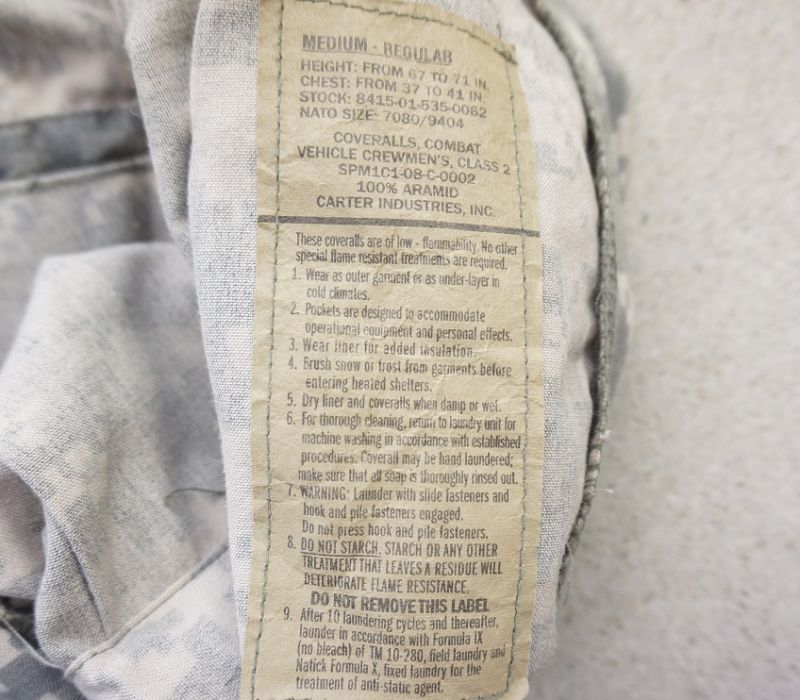 MEDIUM - REGULAR
HEIGHT: FROM 67 TO 71 IN.
CHEST: FROM 37 TO 41 IN.
STOCK: 8415-01-535-0062
NATO SIZE: 7080/9404
COVERALLS, COMBAT
VEHICLE CREWMEN'S, CLASS 2
SPM1C1-08-C-0002
100% ARAMID
CARTER INDUSTRIES, INC.
These coveralls are of low - flammability. No other
special flame resistant treatments are required.
1. Wear as outer garment or as under-layer in
cold climates.
2. Pockets are designed to accommodate
operational equipment and personal effects.
3. Wear liner for added insulation.
4. Brush snow or frost from garments before
entering heated shelters.
5. Dry liner and coveralls when damp or wet.
6. For thorough cleaning, return to laundry unit for
machine washing in accordance with established
procedures. Coverall may be hand laundered;
make sure that all soap is thoroughly rinsed out.
7. WARNING: Launder with slide fasteners and
hook and pile fasteners engaged.
Do not press hook and pile fasteners.
8. DO NOT STARCH. STARCH OR ANY OTHER
TREATMENT THAT LEAVES A RESIDUE WILL
DETERIORATE FLAME RESISTANCE.
DO NOT REMOVE THIS LABEL
9. After 10 laundering cycles and thereafter,
launder in accordance with Formula IX
(no bleach) of TM 10-280, field laundry and
Natick Formula X, fixed laundry for the
treatment of anti-static agent.